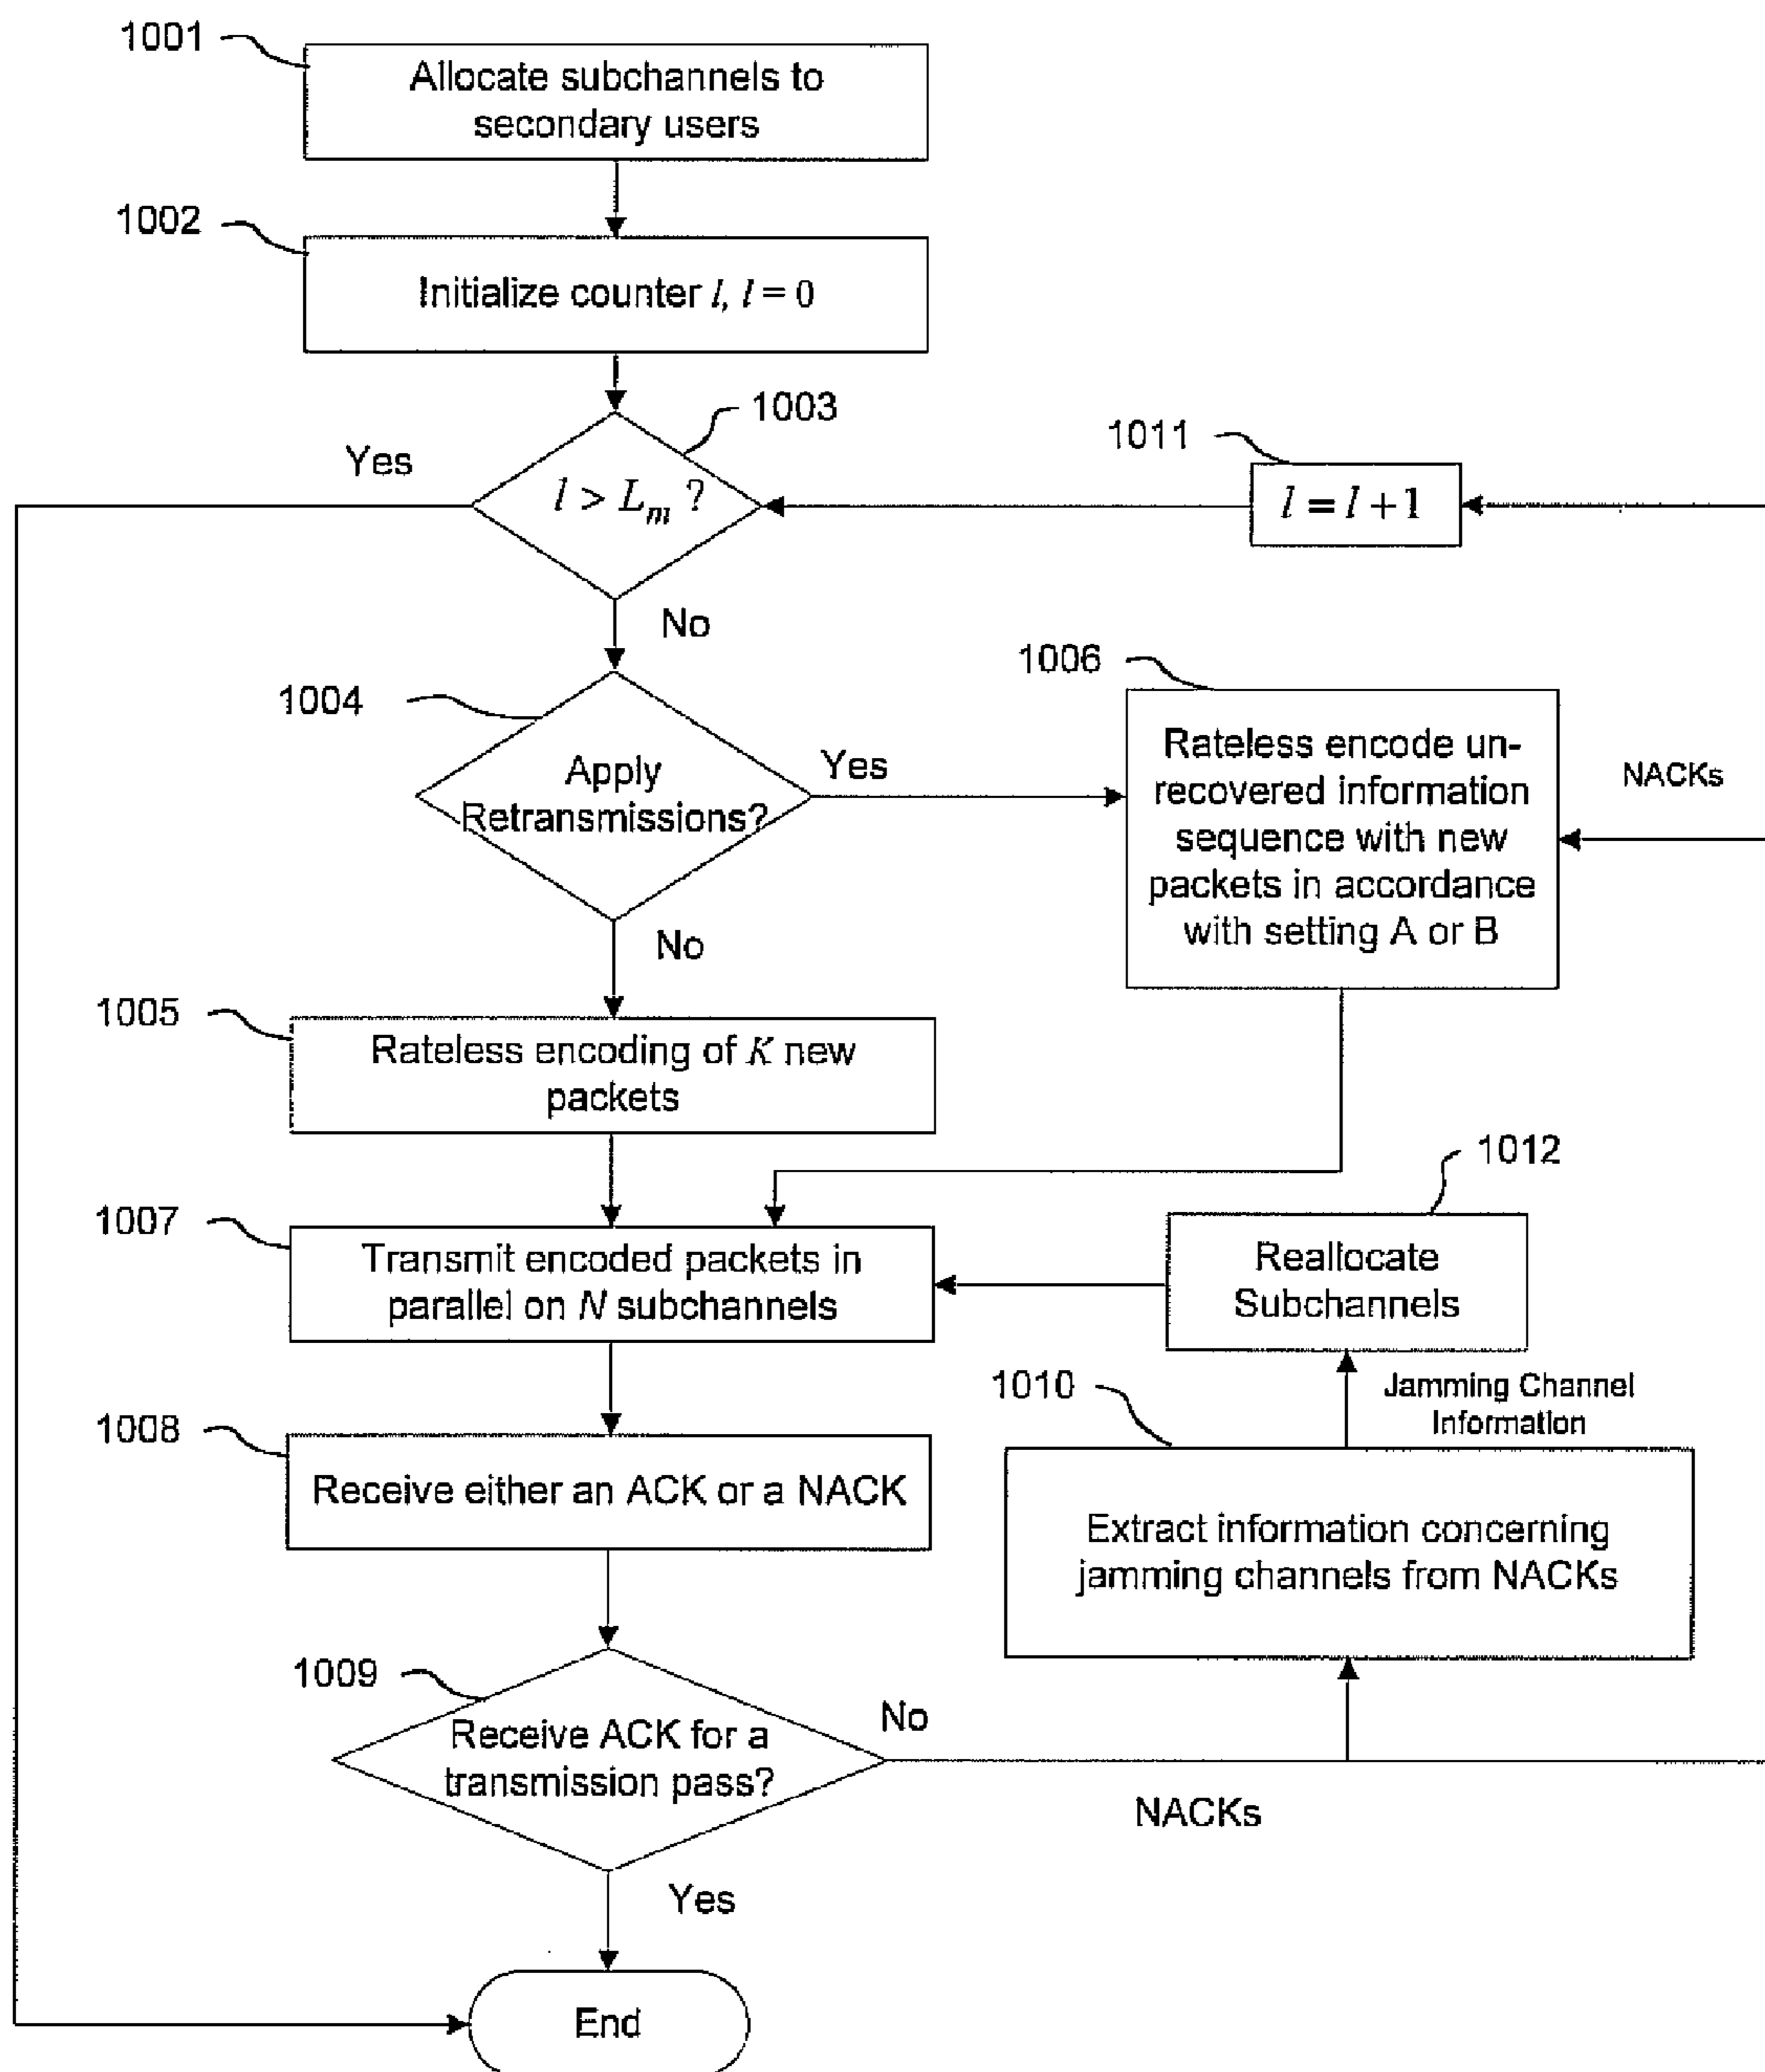 1001
Allocate subchannels to
secondary users
1002
Initialize counter l, l = 0
1003
Yes
l > Lm ?
1011
l = l + 1
No
1004
Apply
Retransmissions?
Yes
1006
Rateless encode un-
recovered information
sequence with new
packets in accordance
with setting A or B
NACKs
No
1005
Rateless encoding of K new
packets
1007
Transmit encoded packets in
parallel on N subchannels
1012
Reallocate
Subchannels
1008
Receive either an ACK or a NACK
1010
Jamming Channel
Information
Extract information concerning
jamming channels from NACKs
1009
Receive ACK for a
transmission pass?
No
NACKs
Yes
End